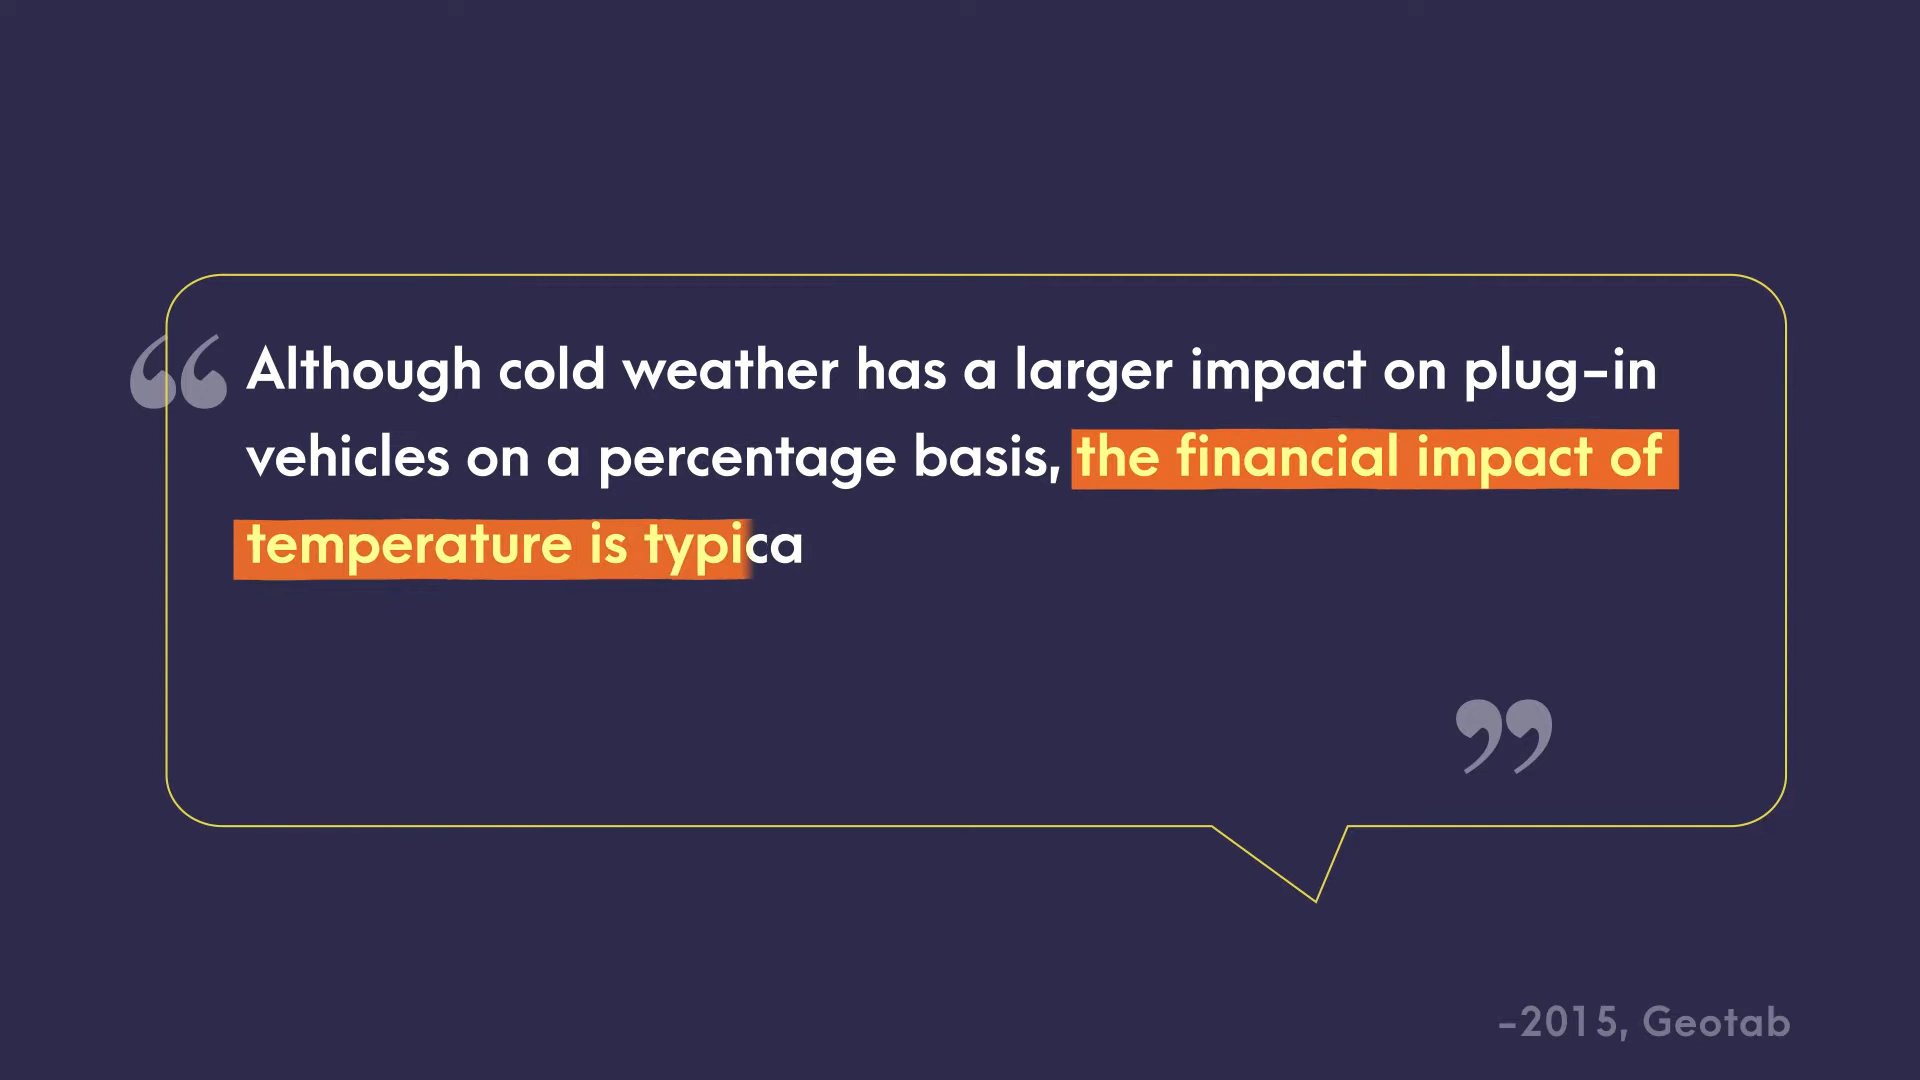 “Although cold weather has a larger impact on plug-in
vehicles on a percentage basis, the financial impact of
temperature is typica
”
-2015, Geotab